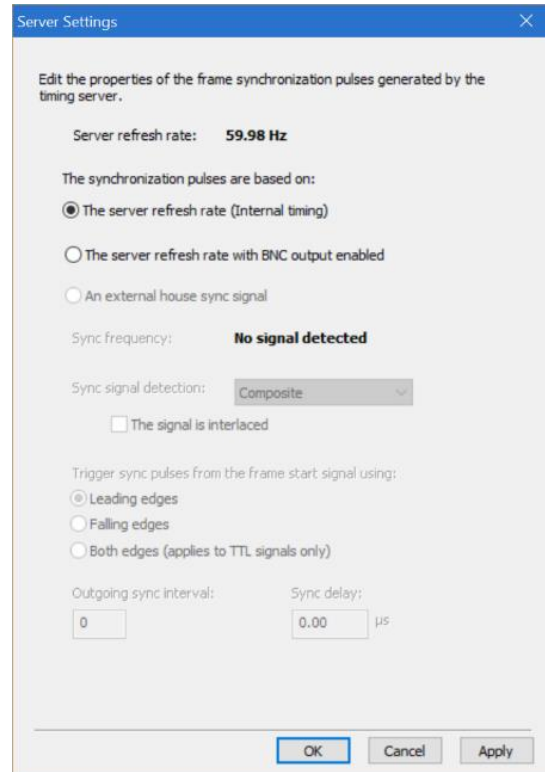 Server Settings
Edit the properties of the frame synchronization pulses generated by the
timing server.
Server refresh rate: 59.98 Hz
The synchronization pulses are based on:
The server refresh rate (Internal timing)
The server refresh rate with BNC output enabled
An external house sync signal
Sync frequency: No signal detected
Sync signal detection: Composite
The signal is interlaced
Trigger sync pulses from the frame start signal using:
Leading edges
Falling edges
Both edges (applies to TTL signals only)
Outgoing sync interval: Sync delay:
0 0.00 µs
OK Cancel Apply